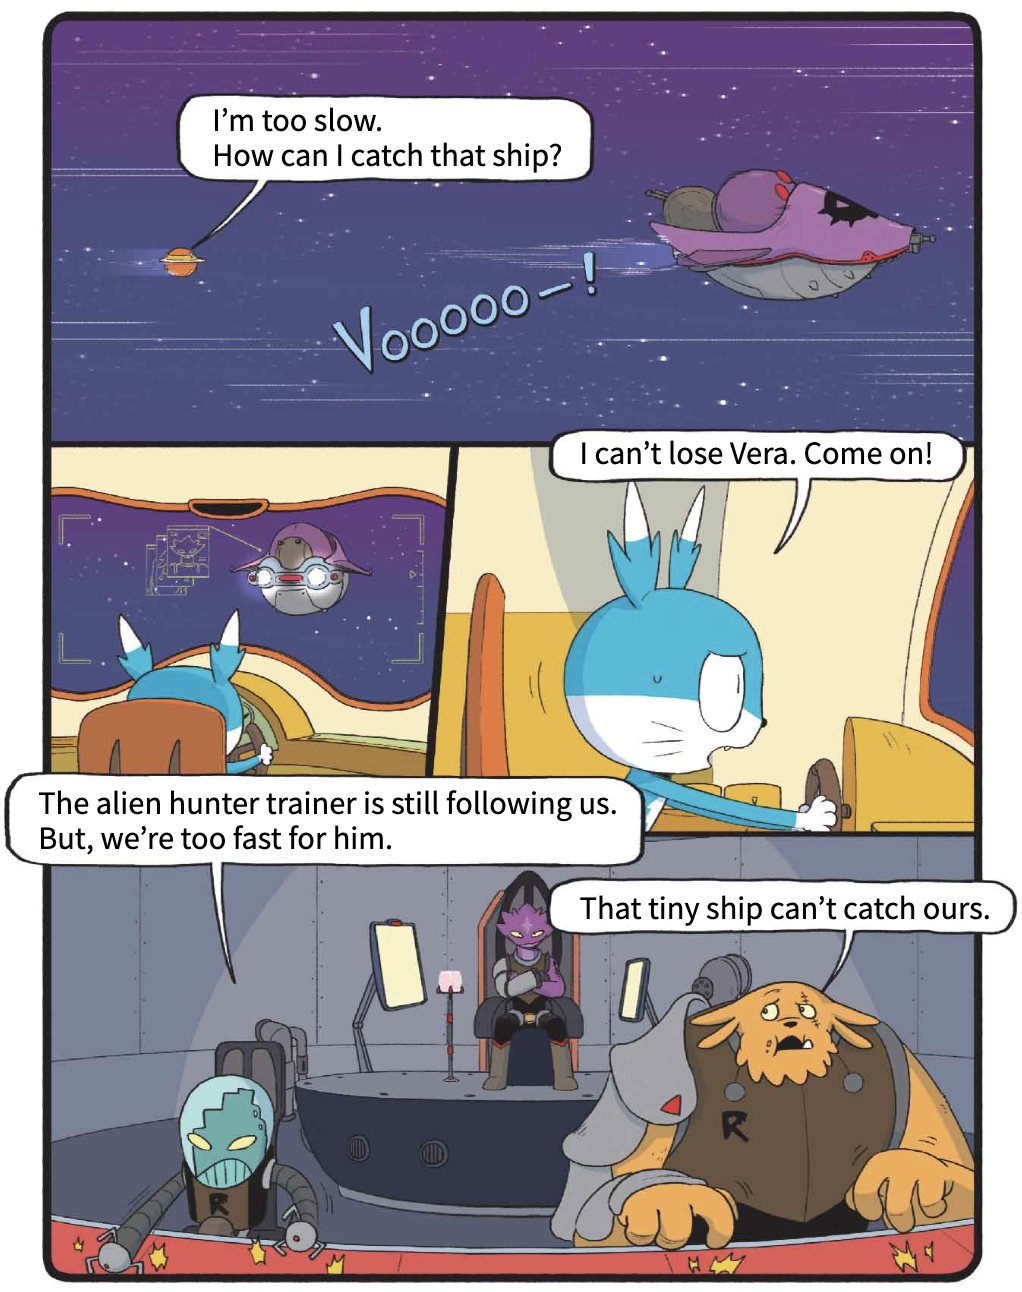 I'm too slow.
How can I catch that ship?
Vooooo–!
I can't lose Vera. Come on!
The alien hunter trainer is still following us.
But, we're too fast for him.
That tiny ship can't catch ours.
R
R